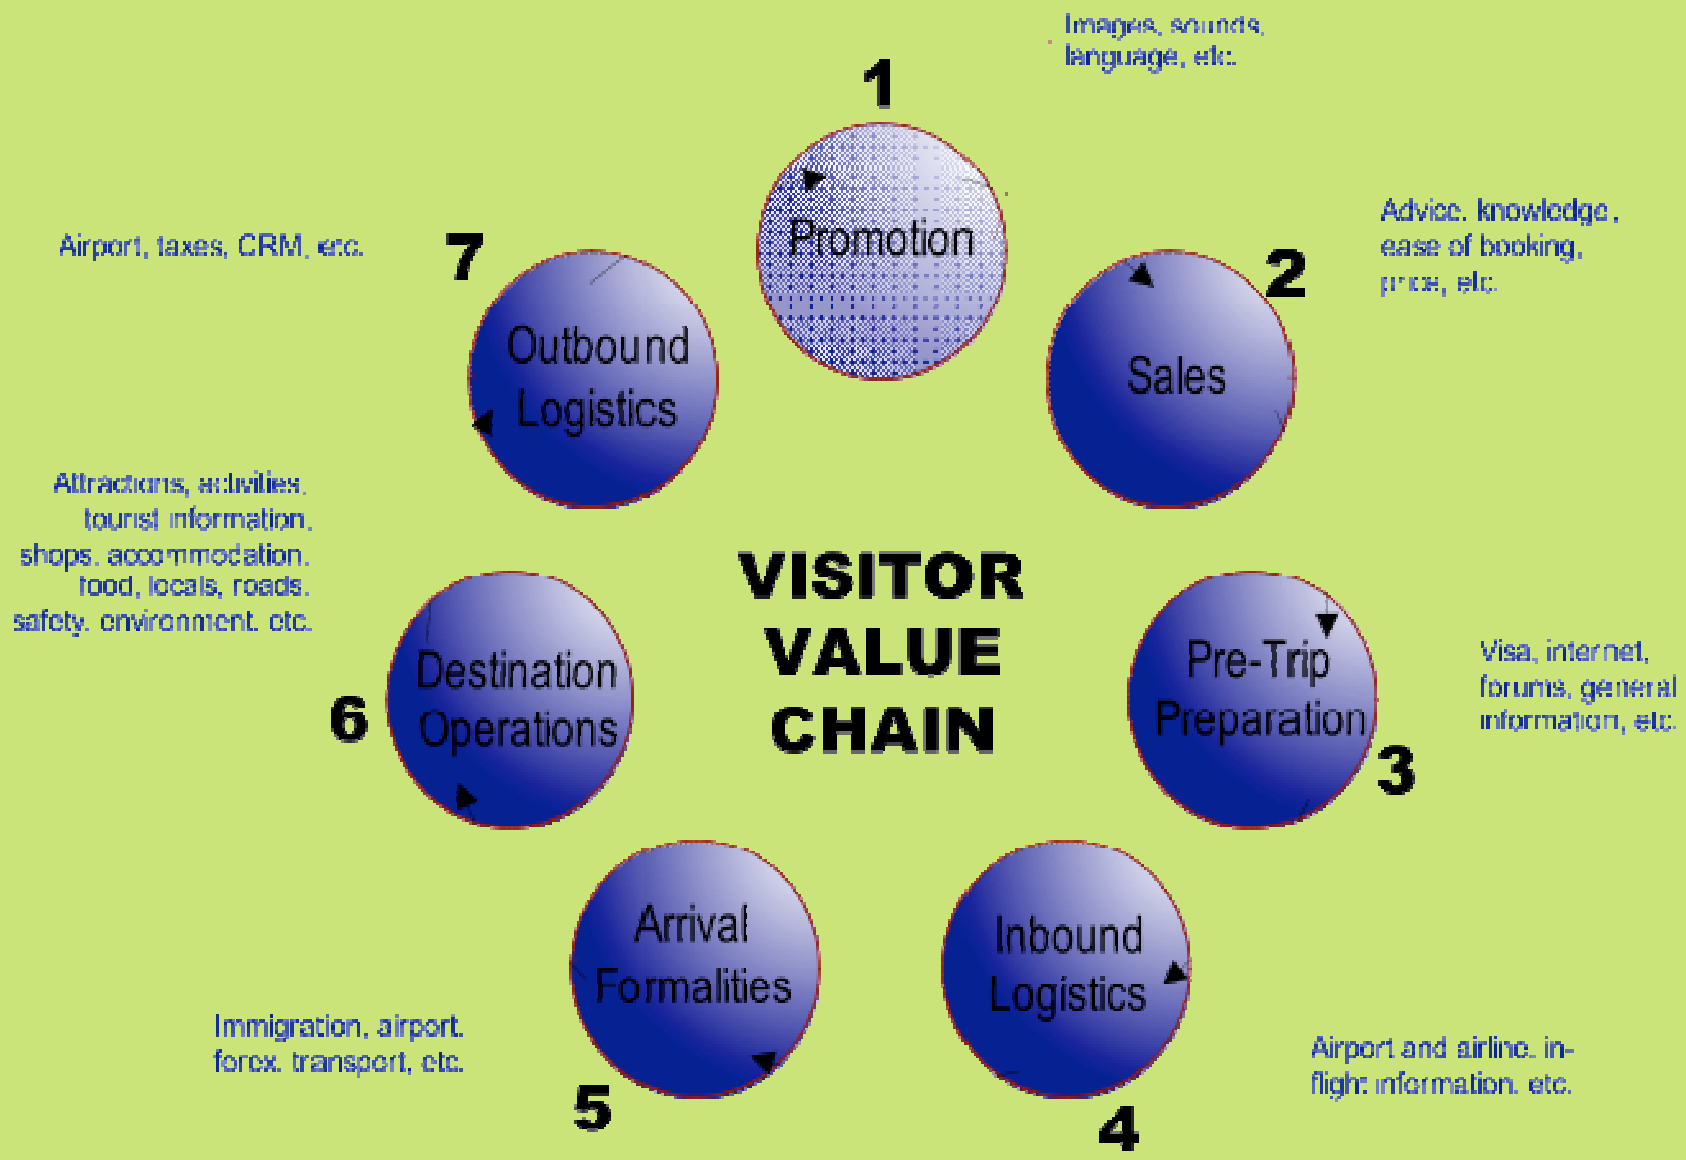 1
Images, sounds,
language, etc.
Promotion
2
Advice, knowledge,
ease of booking,
price, etc.
Sales
3
Visa, internet,
forums, general
information, etc.
Pre-Trip
Preparation
4
Airport and airline, in-
flight information, etc.
Inbound
Logistics
5
Immigration, airport,
forex, transport, etc.
Arrival
Formalities
6
Attractions, activities,
tourist information,
shops, accommodation,
food, locals, roads,
safety, environment, etc.
Destination
Operations
7
Airport, taxes, CRM, etc.
Outbound
Logistics
VISITOR
VALUE
CHAIN